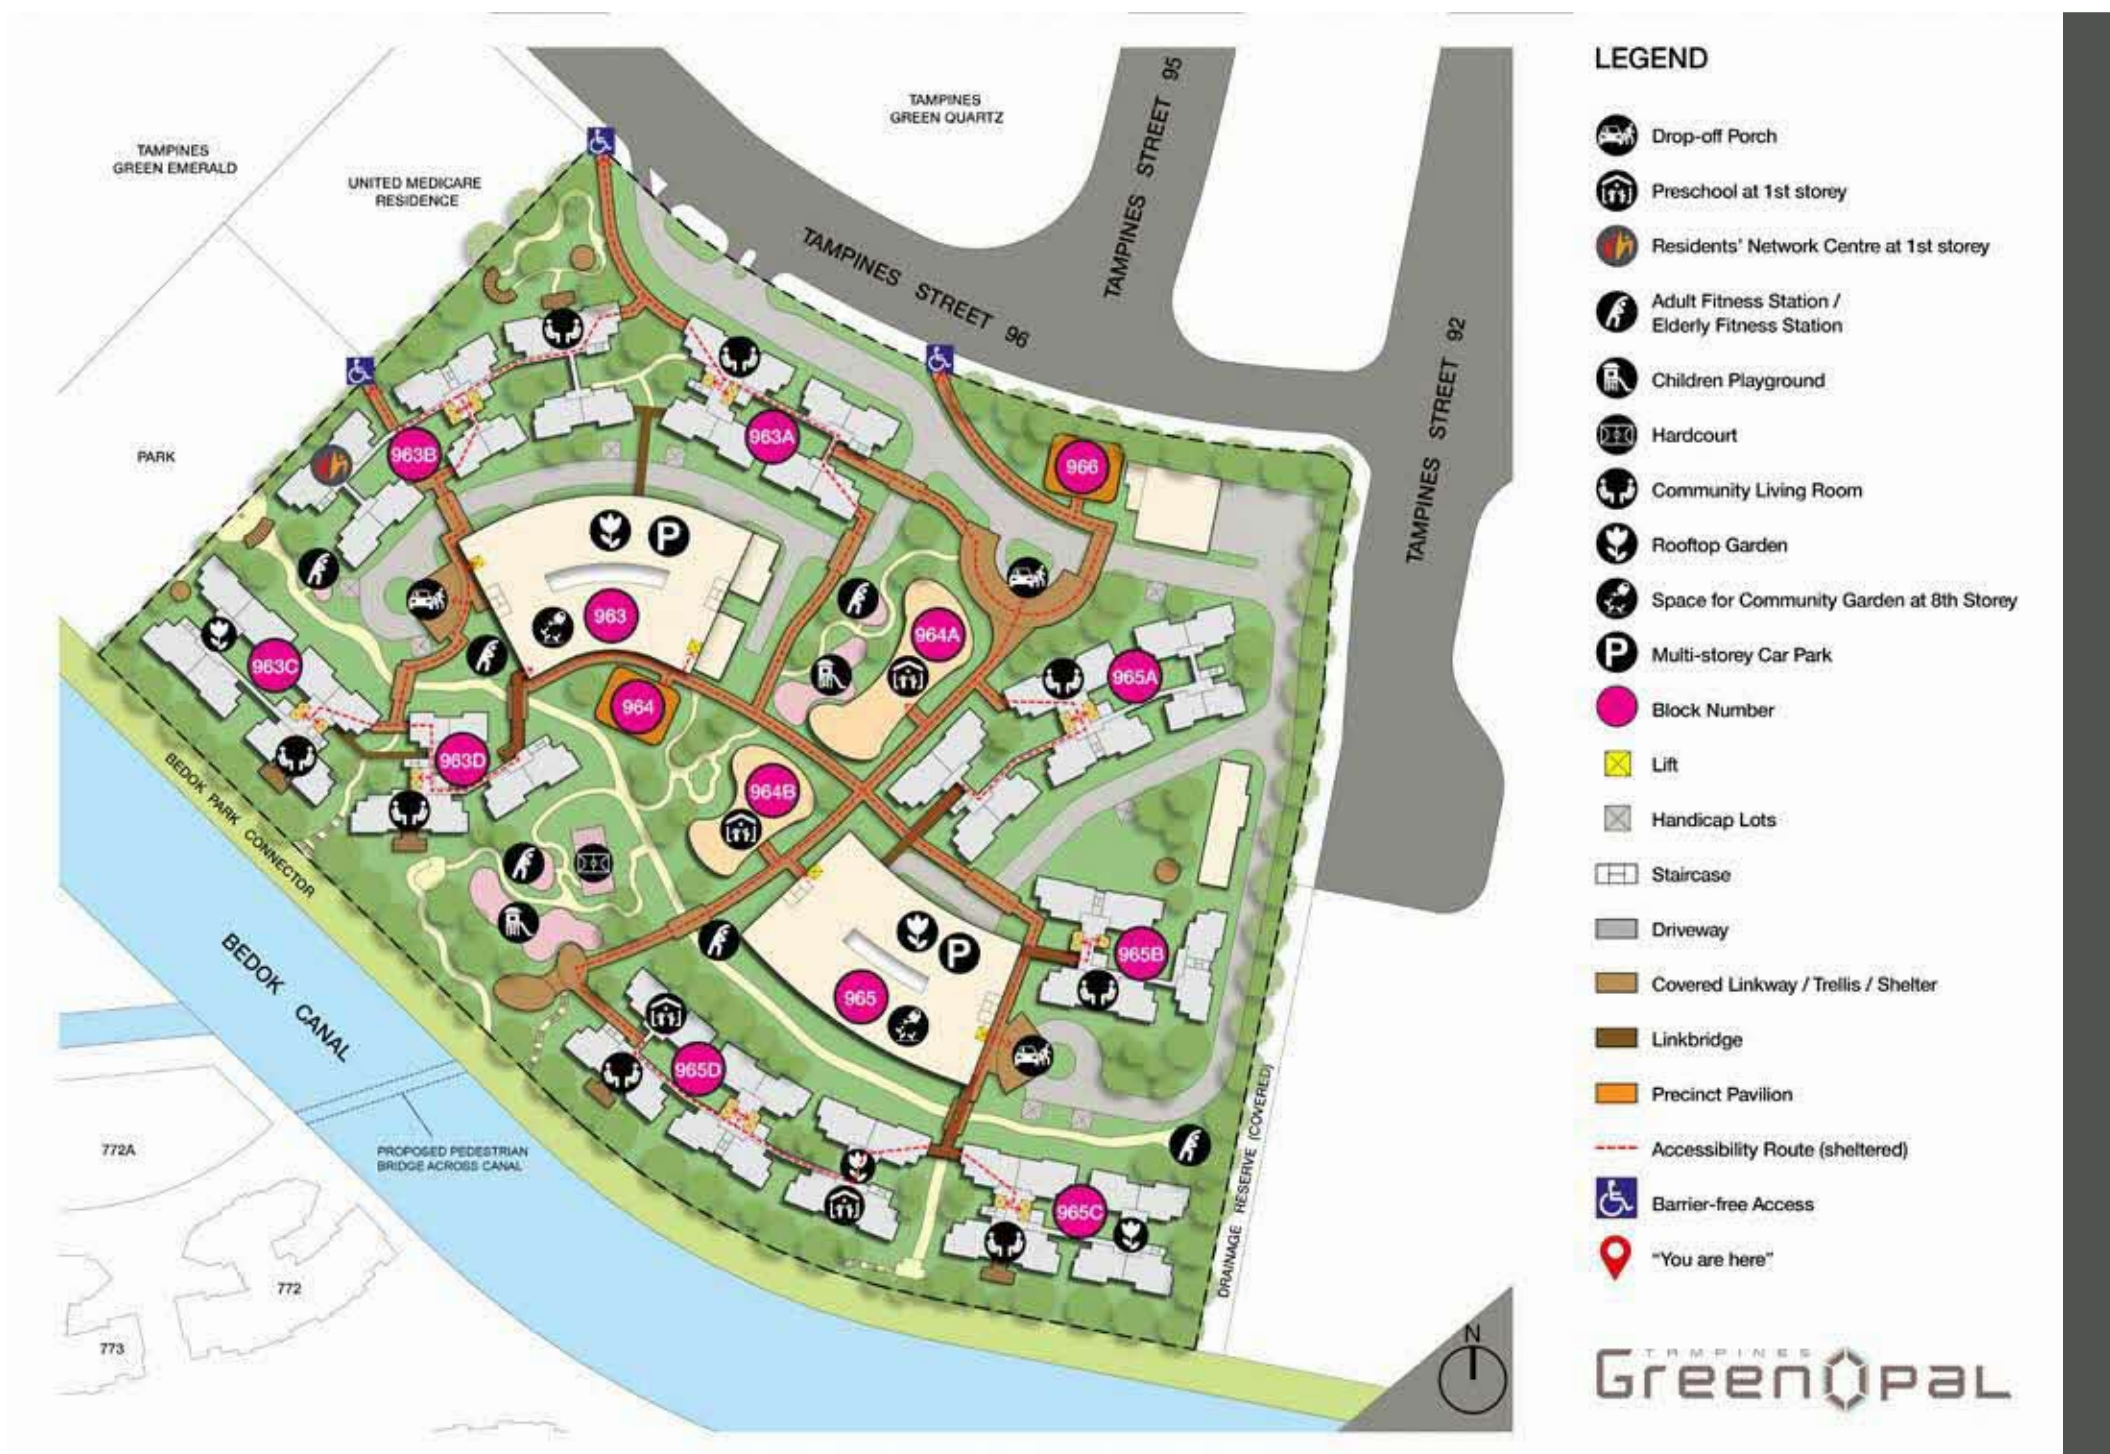 TAMPINES
GREEN EMERALD
UNITED MEDICARE
RESIDENCE
TAMPINES
GREEN QUARTZ
TAMPINES STREET 95
TAMPINES STREET 96
TAMPINES STREET 92
PARK
963A
963B
966
963
963C
964A
964
965A
963D
964B
965B
965
965D
965C
P
P
BEDOK PARK CONNECTOR
BEDOK CANAL
DRAINAGE RESERVE (COVERED)
PROPOSED PEDESTRIAN
BRIDGE ACROSS CANAL
772A
772
773
N
LEGEND
Drop-off Porch
Preschool at 1st storey
Residents' Network Centre at 1st storey
Adult Fitness Station /
Elderly Fitness Station
Children Playground
Hardcourt
Community Living Room
Rooftop Garden
Space for Community Garden at 8th Storey
P Multi-storey Car Park
Block Number
Lift
Handicap Lots
Staircase
Driveway
Covered Linkway / Trellis / Shelter
Linkbridge
Precinct Pavilion
Accessibility Route (sheltered)
Barrier-free Access
"You are here"
TAMPINES
GreenOpal